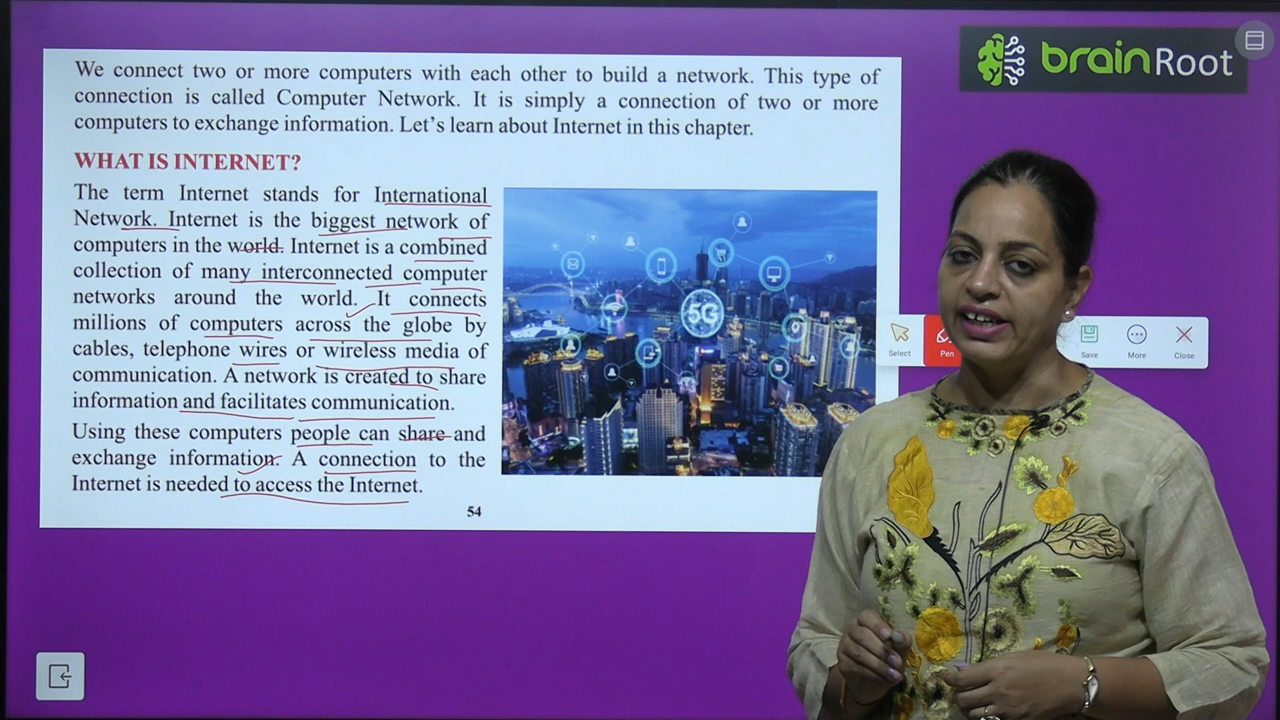 brainRoot
We connect two or more computers with each other to build a network. This type of
connection is called Computer Network. It is simply a connection of two or more
computers to exchange information. Let's learn about Internet in this chapter.
WHAT IS INTERNET?
The term Internet stands for International
Network. Internet is the biggest network of
computers in the world. Internet is a combined
collection of many interconnected computer
networks around the world. It connects
millions of computers across the globe by
cables, telephone wires or wireless media of
communication. A network is created to share
information and facilitates communication.
Using these computers people can share and
exchange information. A connection to the
Internet is needed to access the Internet.
54
5G
Select
Pen
Save
More
Close